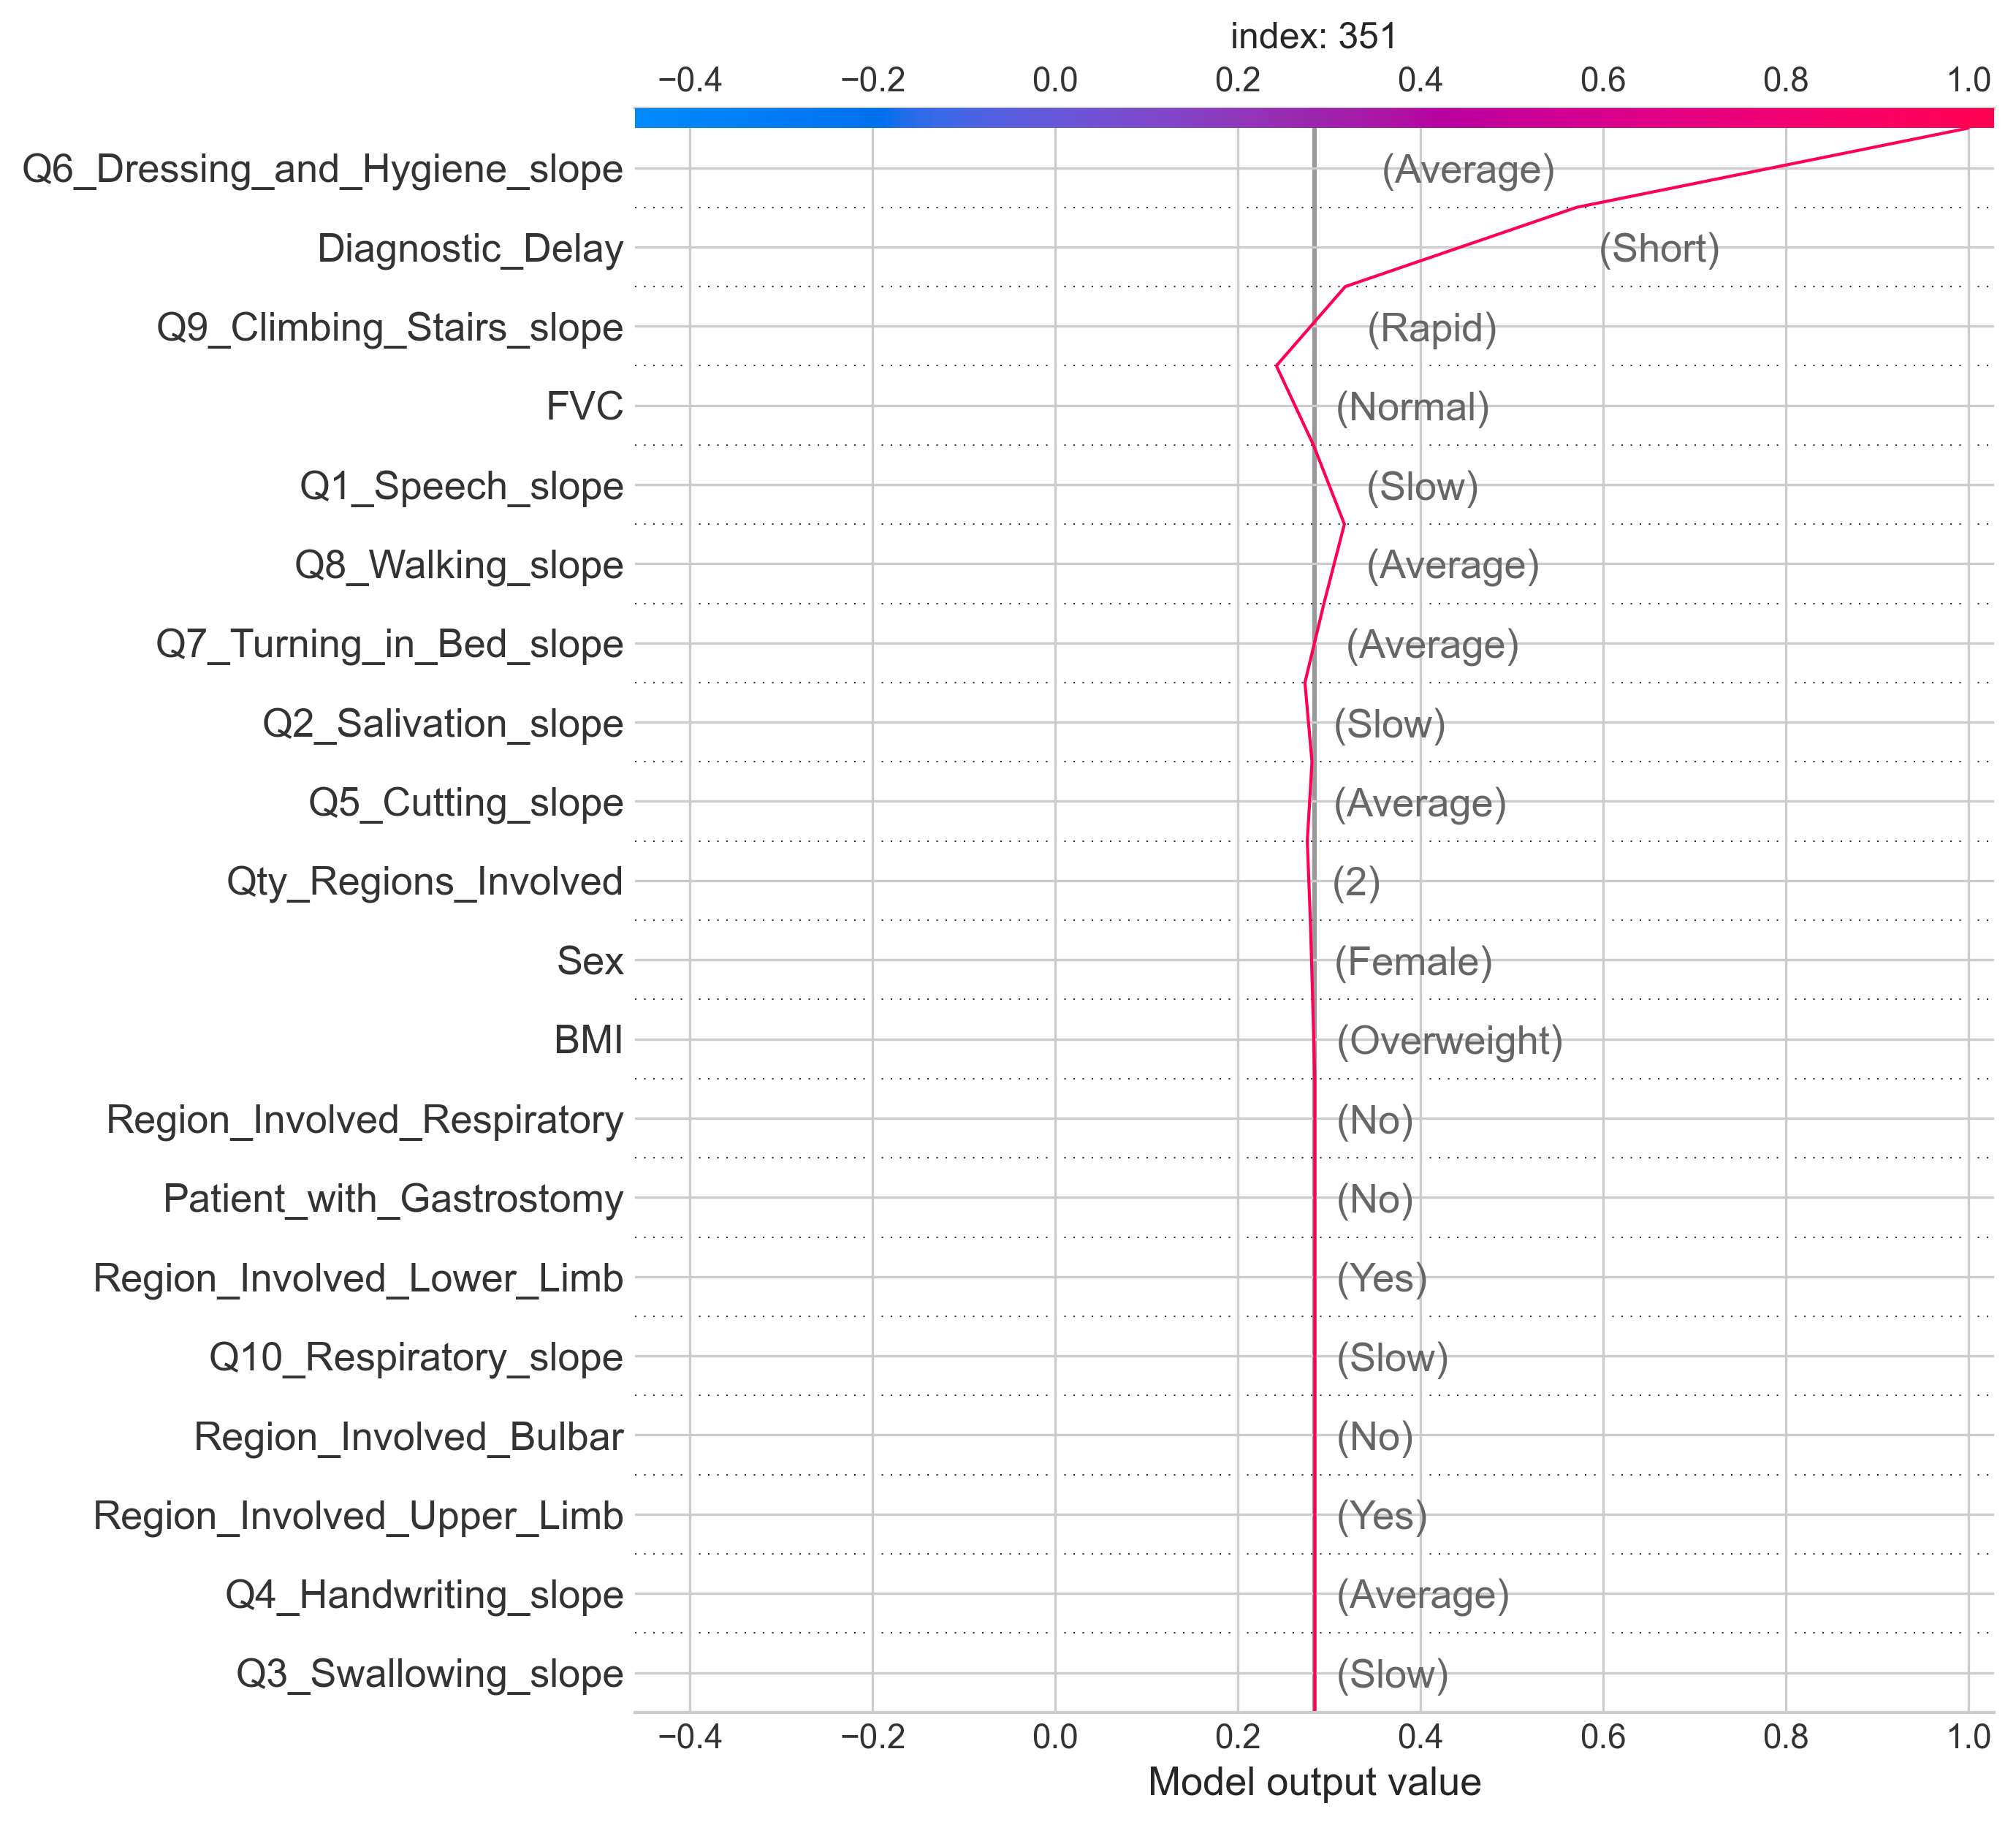 index: 351
−0.4 −0.2 0.0 0.2 0.4 0.6 0.8 1.0
Q6_Dressing_and_Hygiene_slope (Average)
Diagnostic_Delay (Short)
Q9_Climbing_Stairs_slope (Rapid)
FVC (Normal)
Q1_Speech_slope (Slow)
Q8_Walking_slope (Average)
Q7_Turning_in_Bed_slope (Average)
Q2_Salivation_slope (Slow)
Q5_Cutting_slope (Average)
Qty_Regions_Involved (2)
Sex (Female)
BMI (Overweight)
Region_Involved_Respiratory (No)
Patient_with_Gastrostomy (No)
Region_Involved_Lower_Limb (Yes)
Q10_Respiratory_slope (Slow)
Region_Involved_Bulbar (No)
Region_Involved_Upper_Limb (Yes)
Q4_Handwriting_slope (Average)
Q3_Swallowing_slope (Slow)
−0.4 −0.2 0.0 0.2 0.4 0.6 0.8 1.0
Model output value